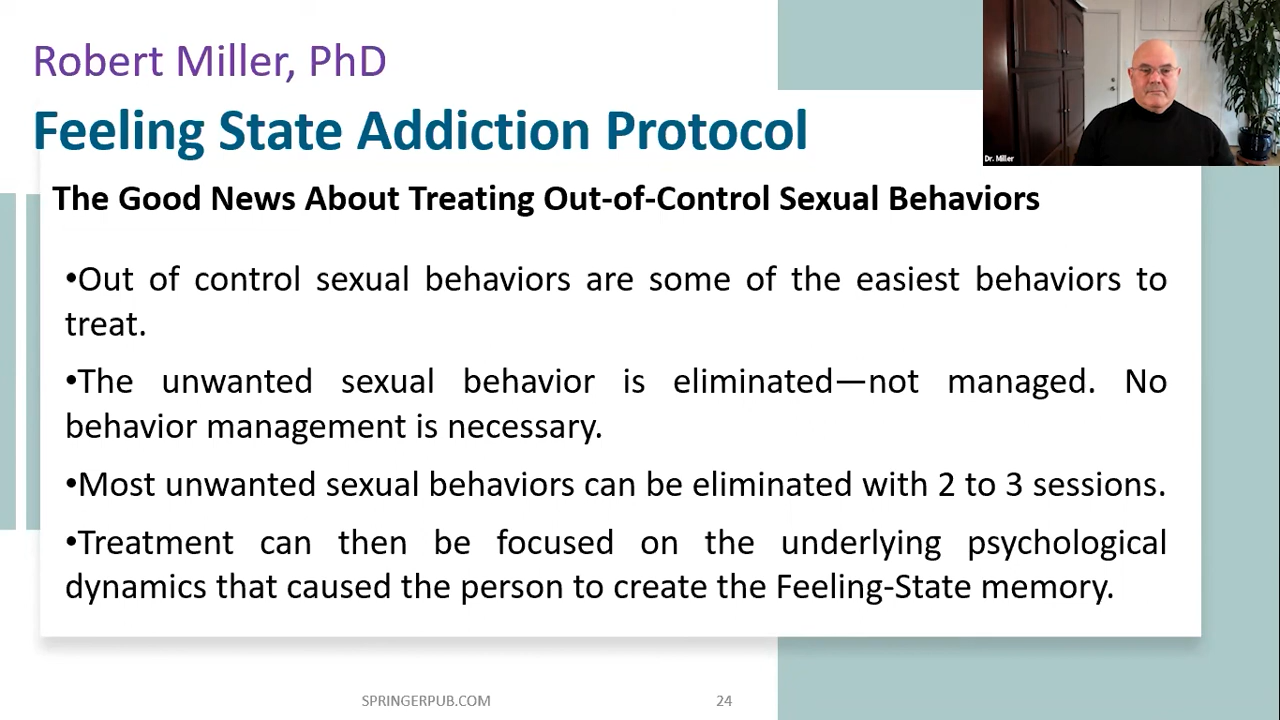 Robert Miller, PhD
Feeling State Addiction Protocol
Dr. Miller
The Good News About Treating Out-of-Control Sexual Behaviors
•Out of control sexual behaviors are some of the easiest behaviors to
treat.
•The unwanted sexual behavior is eliminated—not managed. No
behavior management is necessary.
•Most unwanted sexual behaviors can be eliminated with 2 to 3 sessions.
•Treatment can then be focused on the underlying psychological
dynamics that caused the person to create the Feeling-State memory.
SPRINGERPUB.COM
24